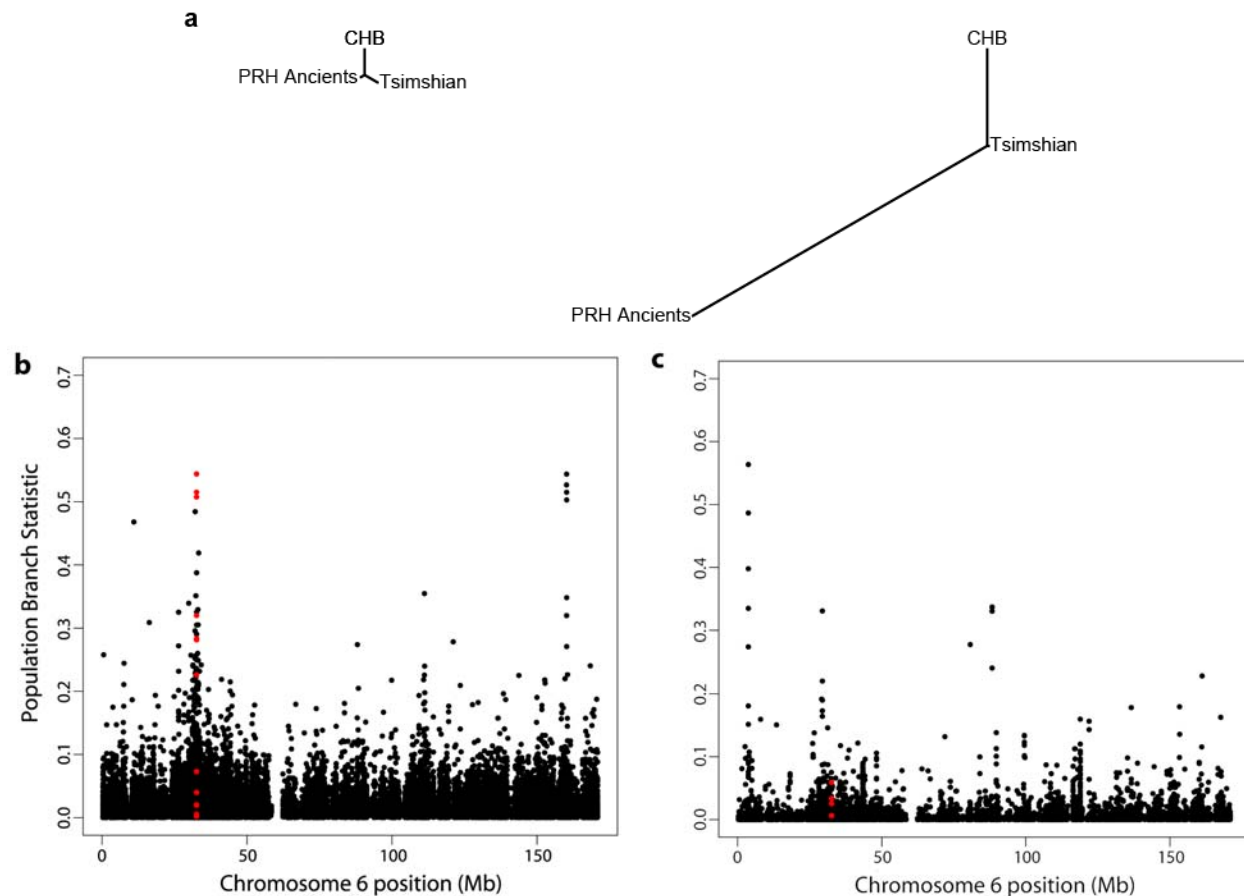 a
CHB
PRH Ancients
Tsimshian
CHB
Tsimshian
PRH Ancients
b
0.7
0.6
0.5
0.4
0.3
0.2
0.1
0.0
Population Branch Statistic
0 50 100 150
Chromosome 6 position (Mb)
c
0.7
0.6
0.5
0.4
0.3
0.2
0.1
0.0
0 50 100 150
Chromosome 6 position (Mb)